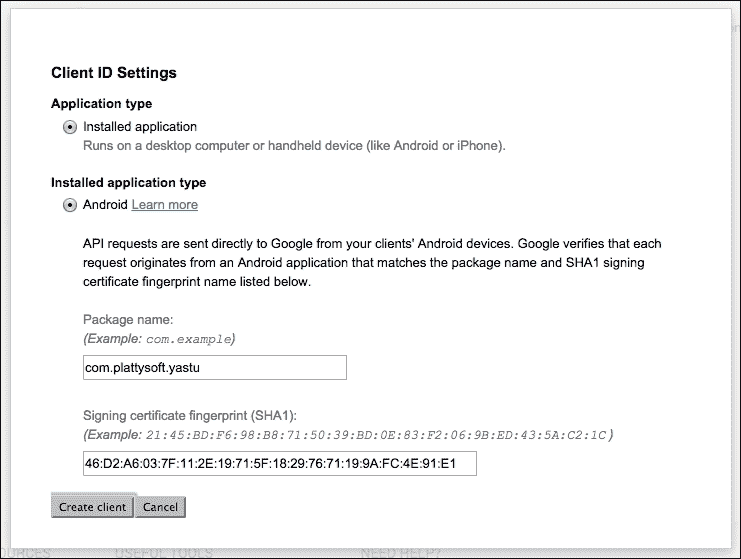 Client ID Settings
Application type
Installed application
Runs on a desktop computer or handheld device (like Android or iPhone).
Installed application type
Android Learn more
API requests are sent directly to Google from your clients' Android devices. Google verifies that each
request originates from an Android application that matches the package name and SHA1 signing
certificate fingerprint name listed below.
Package name:
(Example: com.example)
com.plattysoft.yastu
Signing certificate fingerprint (SHA1):
(Example: 21:45:BD:F6:98:B8:71:50:39:BD:0E:83:F2:06:9B:ED:43:5A:C2:1C )
46:D2:A6:03:7F:11:2E:19:71:5F:18:29:76:71:19:9A:FC:4E:91:E1
Create client Cancel
USEFUL TOOLS NEED HELP?